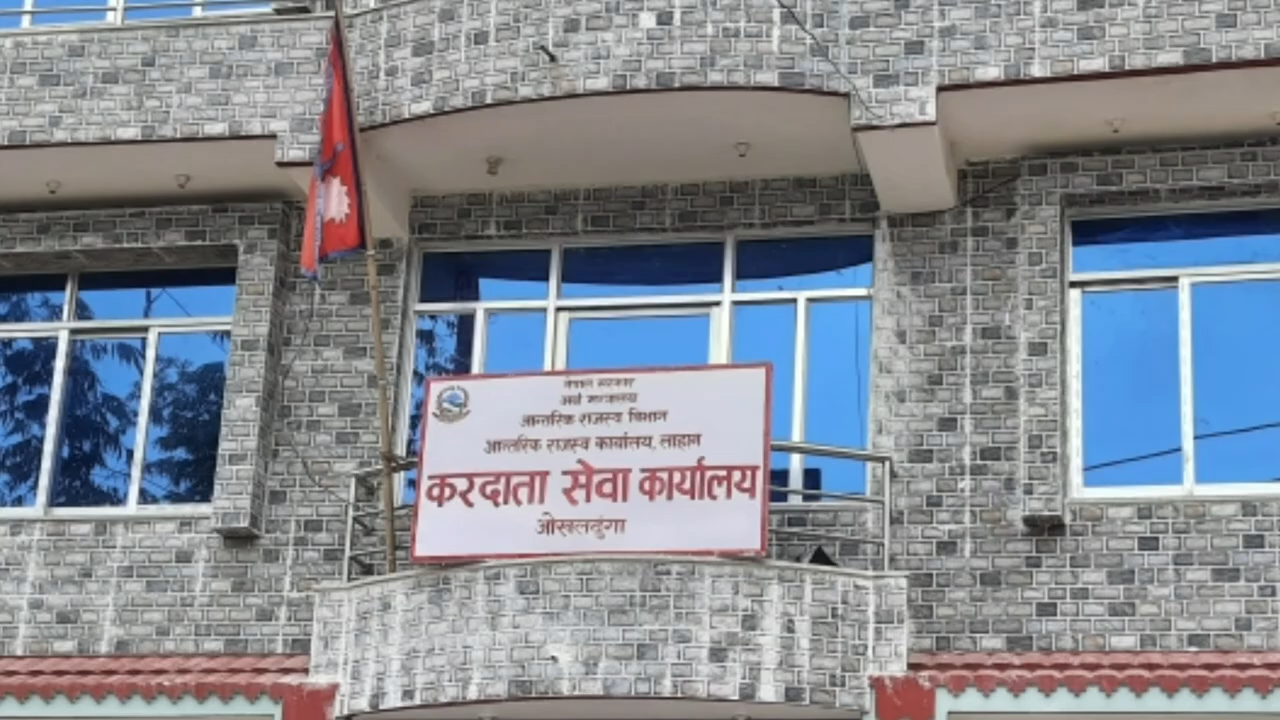 नेपाल सरकार
अर्थ मन्त्रालय
आन्तरिक राजस्व विभाग
आन्तरिक राजस्व कार्यालय, लाहान
करदाता सेवा कार्यालय
ओखलढुंगा